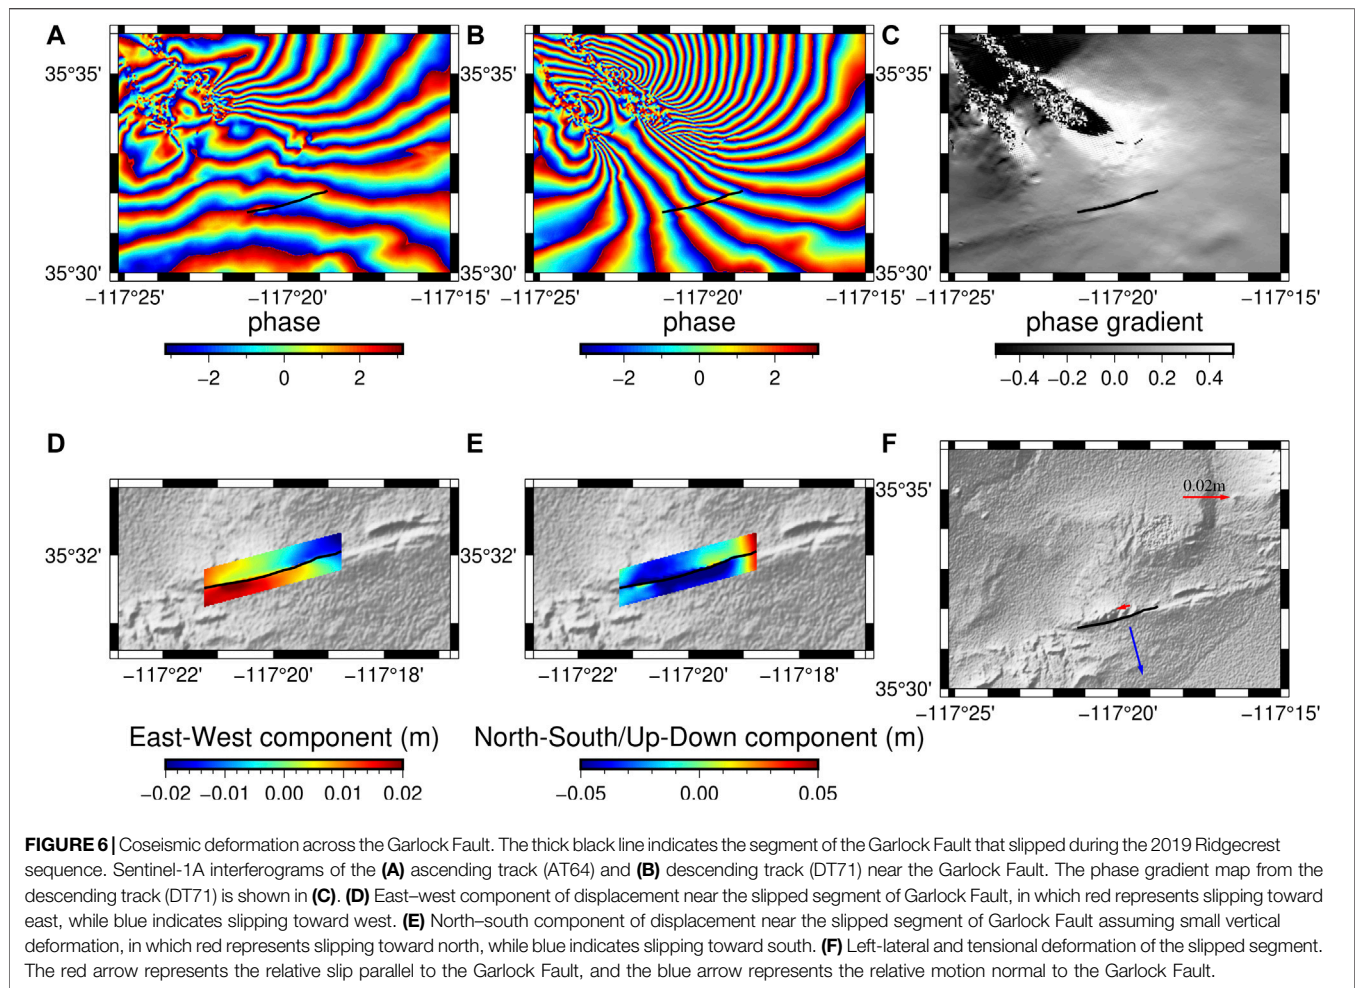 A
B
C
35°35'
35°35'
35°35'
35°30'
35°30'
35°30'
−117°25' −117°20' −117°15'
−117°25' −117°20' −117°15'
−117°25' −117°20' −117°15'
phase
phase
phase gradient
−2 0 2
−2 0 2
−0.4 −0.2 0.0 0.2 0.4
D
E
F
35°32'
35°32'
35°35'
0.02m
35°30'
−117°22' −117°20' −117°18'
−117°22' −117°20' −117°18'
−117°25' −117°20' −117°15'
East-West component (m)
North-South/Up-Down component (m)
−0.02 −0.01 0.00 0.01 0.02
−0.05 0.00 0.05
FIGURE 6 | Coseismic deformation across the Garlock Fault. The thick black line indicates the segment of the Garlock Fault that slipped during the 2019 Ridgecrest
sequence. Sentinel-1A interferograms of the (A) ascending track (AT64) and (B) descending track (DT71) near the Garlock Fault. The phase gradient map from the
descending track (DT71) is shown in (C). (D) East–west component of displacement near the slipped segment of Garlock Fault, in which red represents slipping toward
east, while blue indicates slipping toward west. (E) North–south component of displacement near the slipped segment of Garlock Fault assuming small vertical
deformation, in which red represents slipping toward north, while blue indicates slipping toward south. (F) Left-lateral and tensional deformation of the slipped segment.
The red arrow represents the relative slip parallel to the Garlock Fault, and the blue arrow represents the relative motion normal to the Garlock Fault.